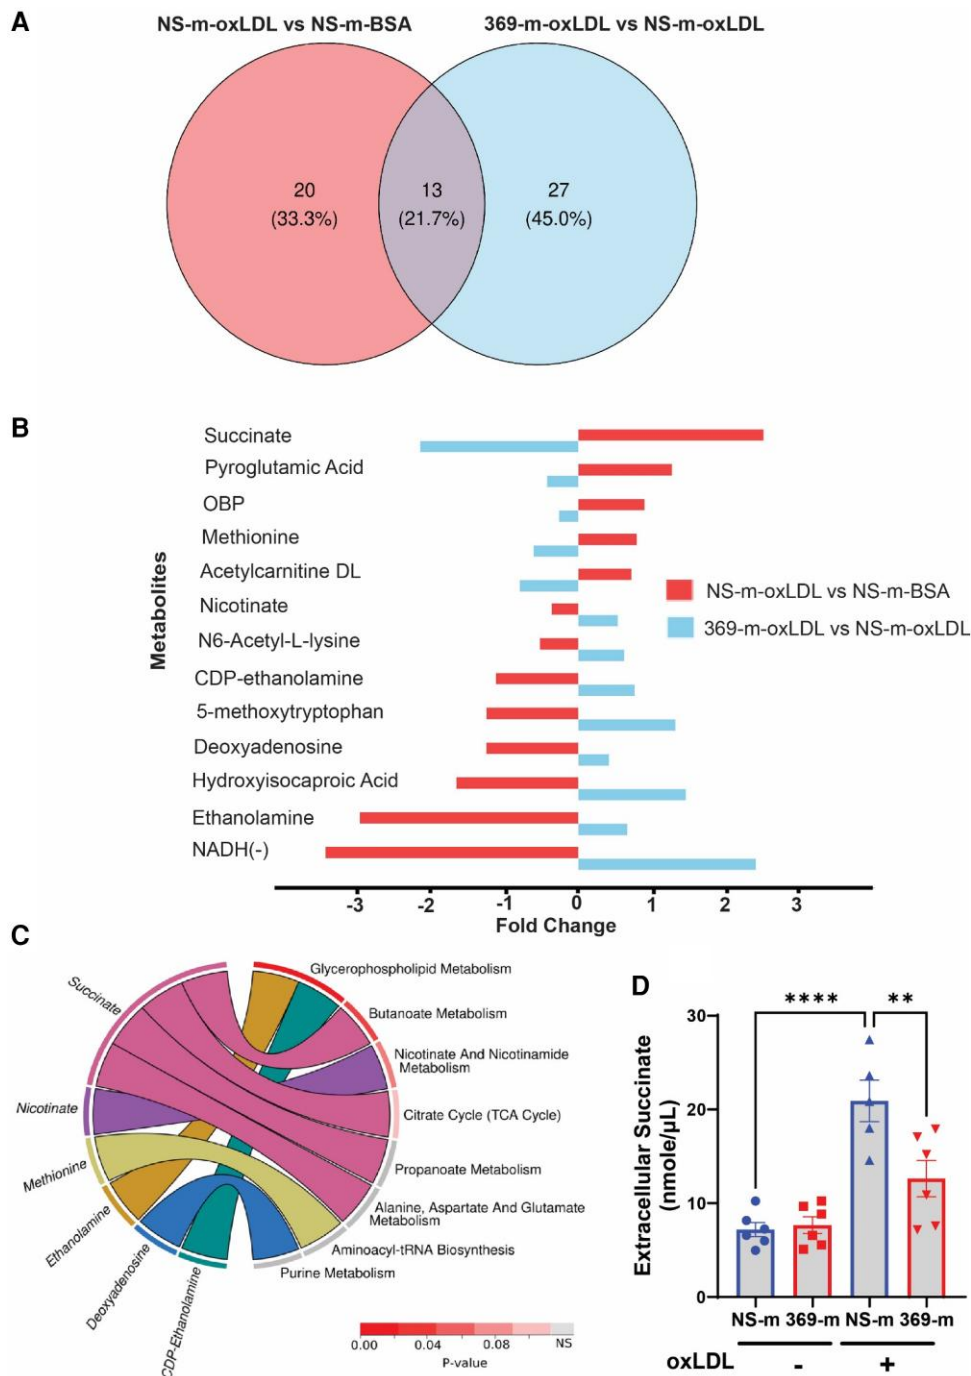 A
NS-m-oxLDL vs NS-m-BSA
369-m-oxLDL vs NS-m-oxLDL
20
(33.3%)
13
(21.7%)
27
(45.0%)
B
Metabolites
Succinate
Pyroglutamic Acid
OBP
Methionine
Acetylcarnitine DL
Nicotinate
N6-Acetyl-L-lysine
CDP-ethanolamine
5-methoxytryptophan
Deoxyadenosine
Hydroxyisocaproic Acid
Ethanolamine
NADH(-)
NS-m-oxLDL vs NS-m-BSA
369-m-oxLDL vs NS-m-oxLDL
-3 -2 -1 0 1 2 3
Fold Change
C
Succinate
Nicotinate
Methionine
Ethanolamine
Deoxyadenosine
CDP-Ethanolamine
Glycerophospholipid Metabolism
Butanoate Metabolism
Nicotinate And Nicotinamide
Metabolism
Citrate Cycle (TCA Cycle)
Propanoate Metabolism
Alanine, Aspartate And Glutamate
Metabolism
Aminoacyl-tRNA Biosynthesis
Purine Metabolism
0.00 0.04 0.08 NS
P-value
D
Extracellular Succinate
(nmole/µL)
30
20
10
0
**** **
NS-m 369-m NS-m 369-m
oxLDL - +